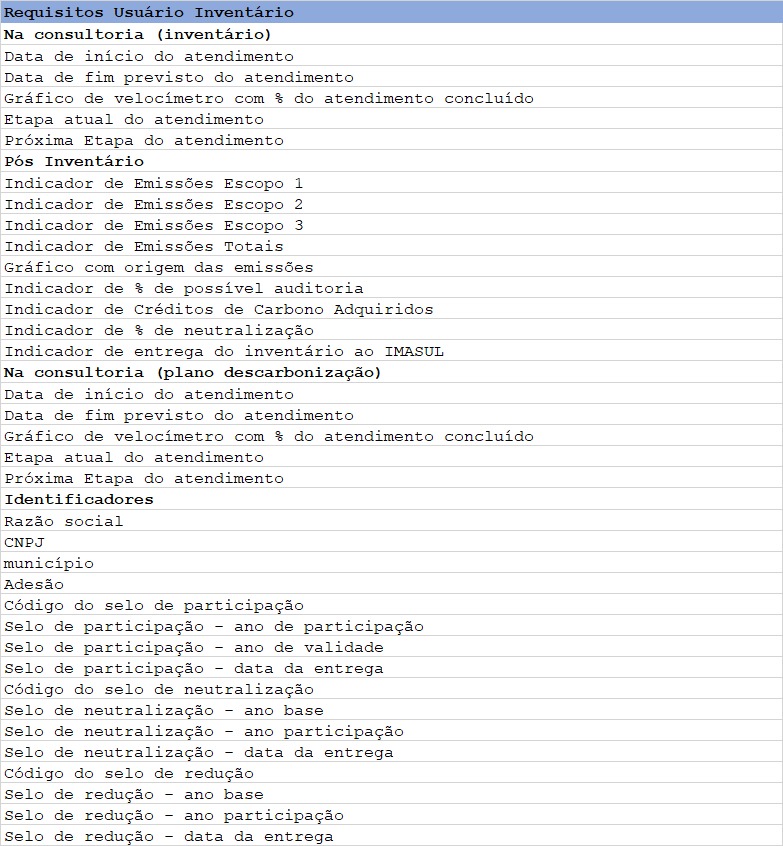 Requisitos Usuário Inventário
Na consultoria (inventário)
Data de início do atendimento
Data de fim previsto do atendimento
Gráfico de velocímetro com % do atendimento concluído
Etapa atual do atendimento
Próxima Etapa do atendimento
Pós Inventário
Indicador de Emissões Escopo 1
Indicador de Emissões Escopo 2
Indicador de Emissões Escopo 3
Indicador de Emissões Totais
Gráfico com origem das emissões
Indicador de % de possível auditoria
Indicador de Créditos de Carbono Adquiridos
Indicador de % de neutralização
Indicador de entrega do inventário ao IMASUL
Na consultoria (plano descarbonização)
Data de início do atendimento
Data de fim previsto do atendimento
Gráfico de velocímetro com % do atendimento concluído
Etapa atual do atendimento
Próxima Etapa do atendimento
Identificadores
Razão social
CNPJ
município
Adesão
Código do selo de participação
Selo de participação - ano de participação
Selo de participação - ano de validade
Selo de participação - data da entrega
Código do selo de neutralização
Selo de neutralização - ano base
Selo de neutralização - ano participação
Selo de neutralização - data da entrega
Código do selo de redução
Selo de redução - ano base
Selo de redução - ano participação
Selo de redução - data da entrega